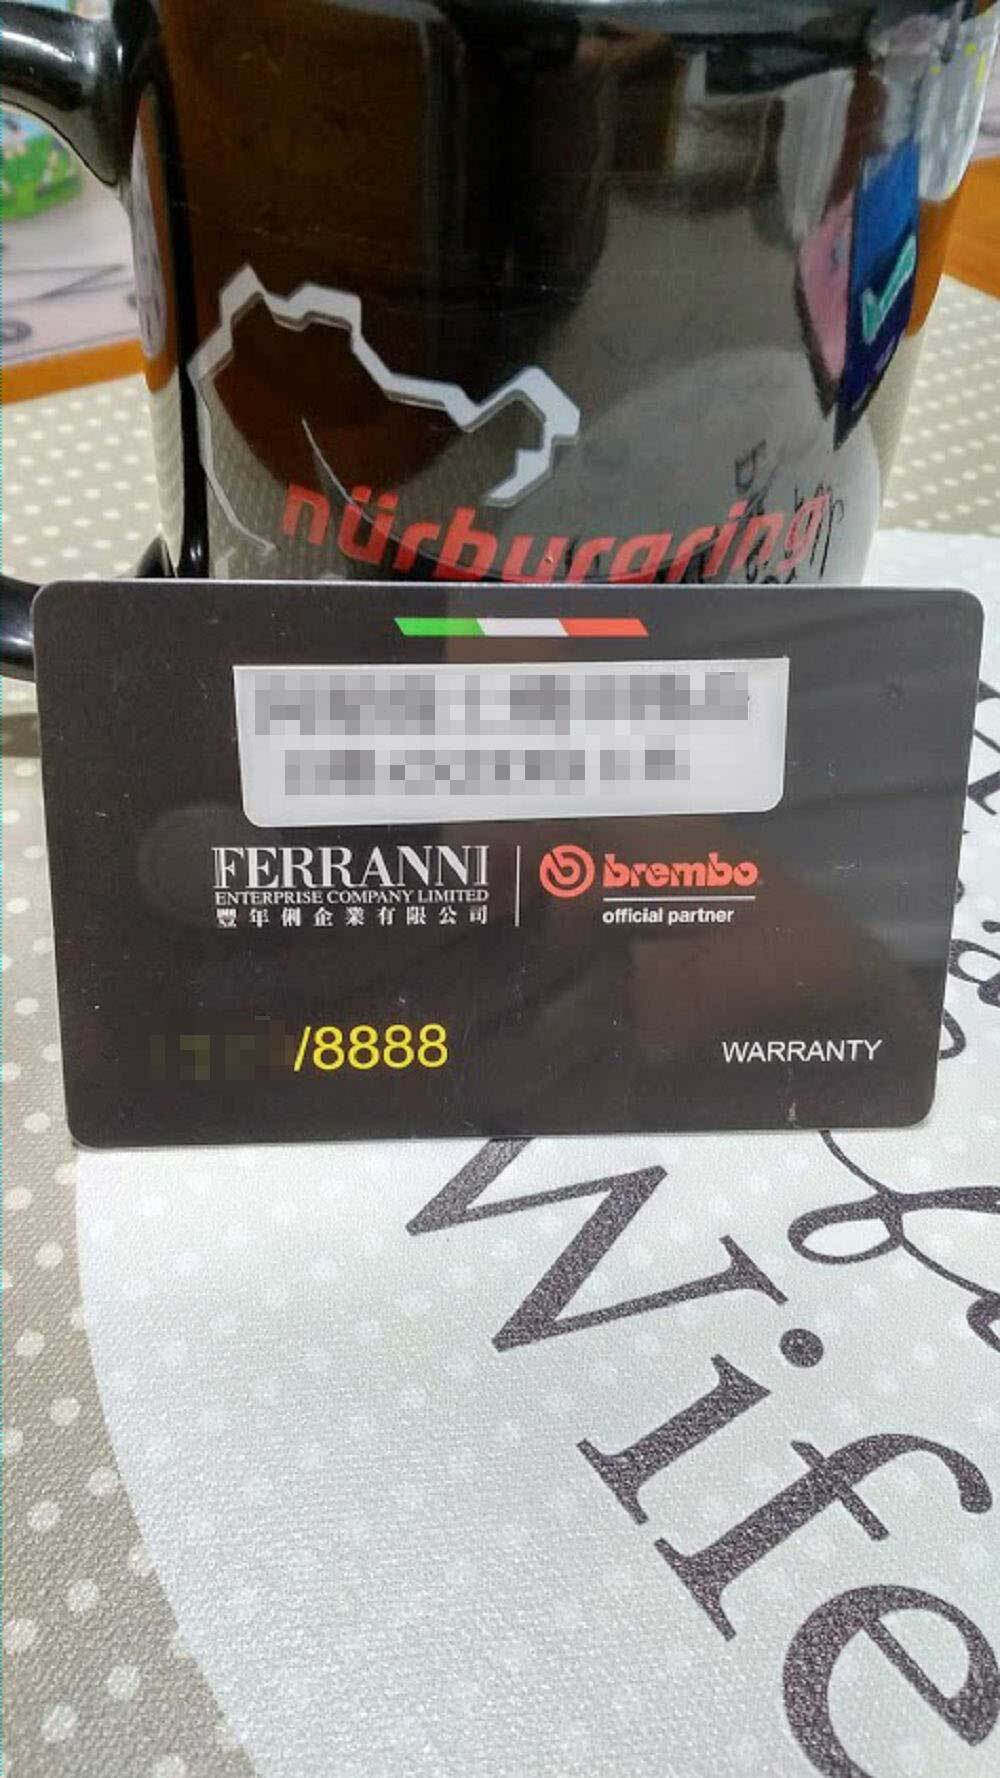 nürburgring
FERRANNI
ENTERPRISE COMPANY LIMITED
豐年俐企業有限公司
brembo
official partner
/8888
WARRANTY
Wife